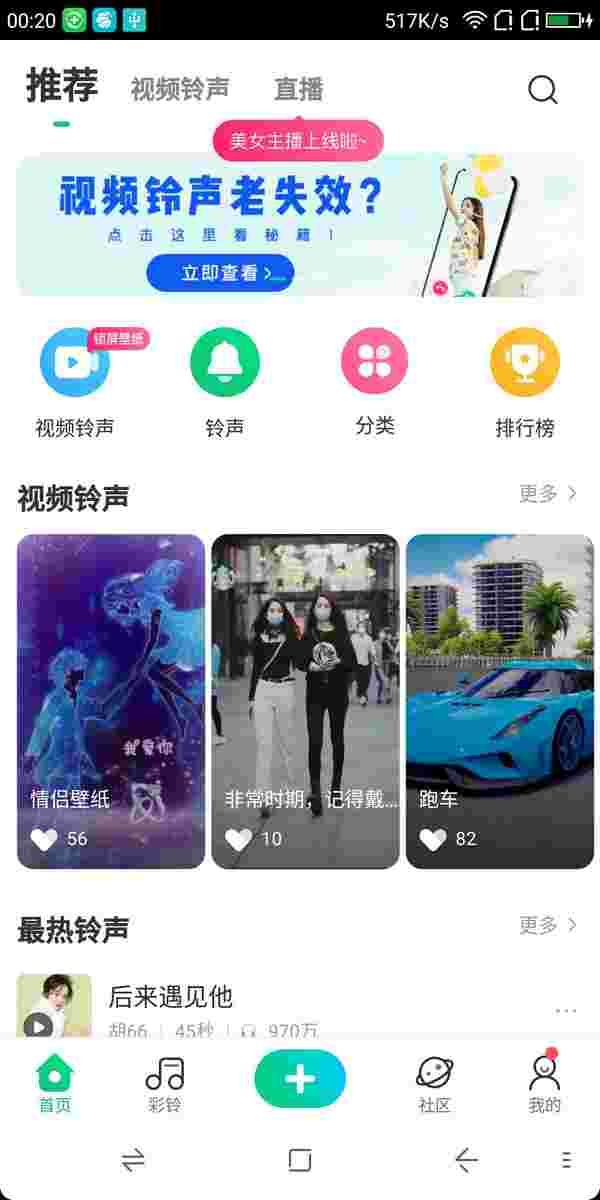 00:20
517K/s
推荐
视频铃声
直播
美女主播上线啦~
视频铃声老失效?
点击这里看秘籍!
立即查看
锁屏壁纸
视频铃声
铃声
分类
排行榜
视频铃声
更多
我爱你
情侣壁纸
非常时期，记得戴...
跑车
56
10
82
最热铃声
更多
后来遇见他
胡66
45秒
970万
首页
彩铃
社区
我的